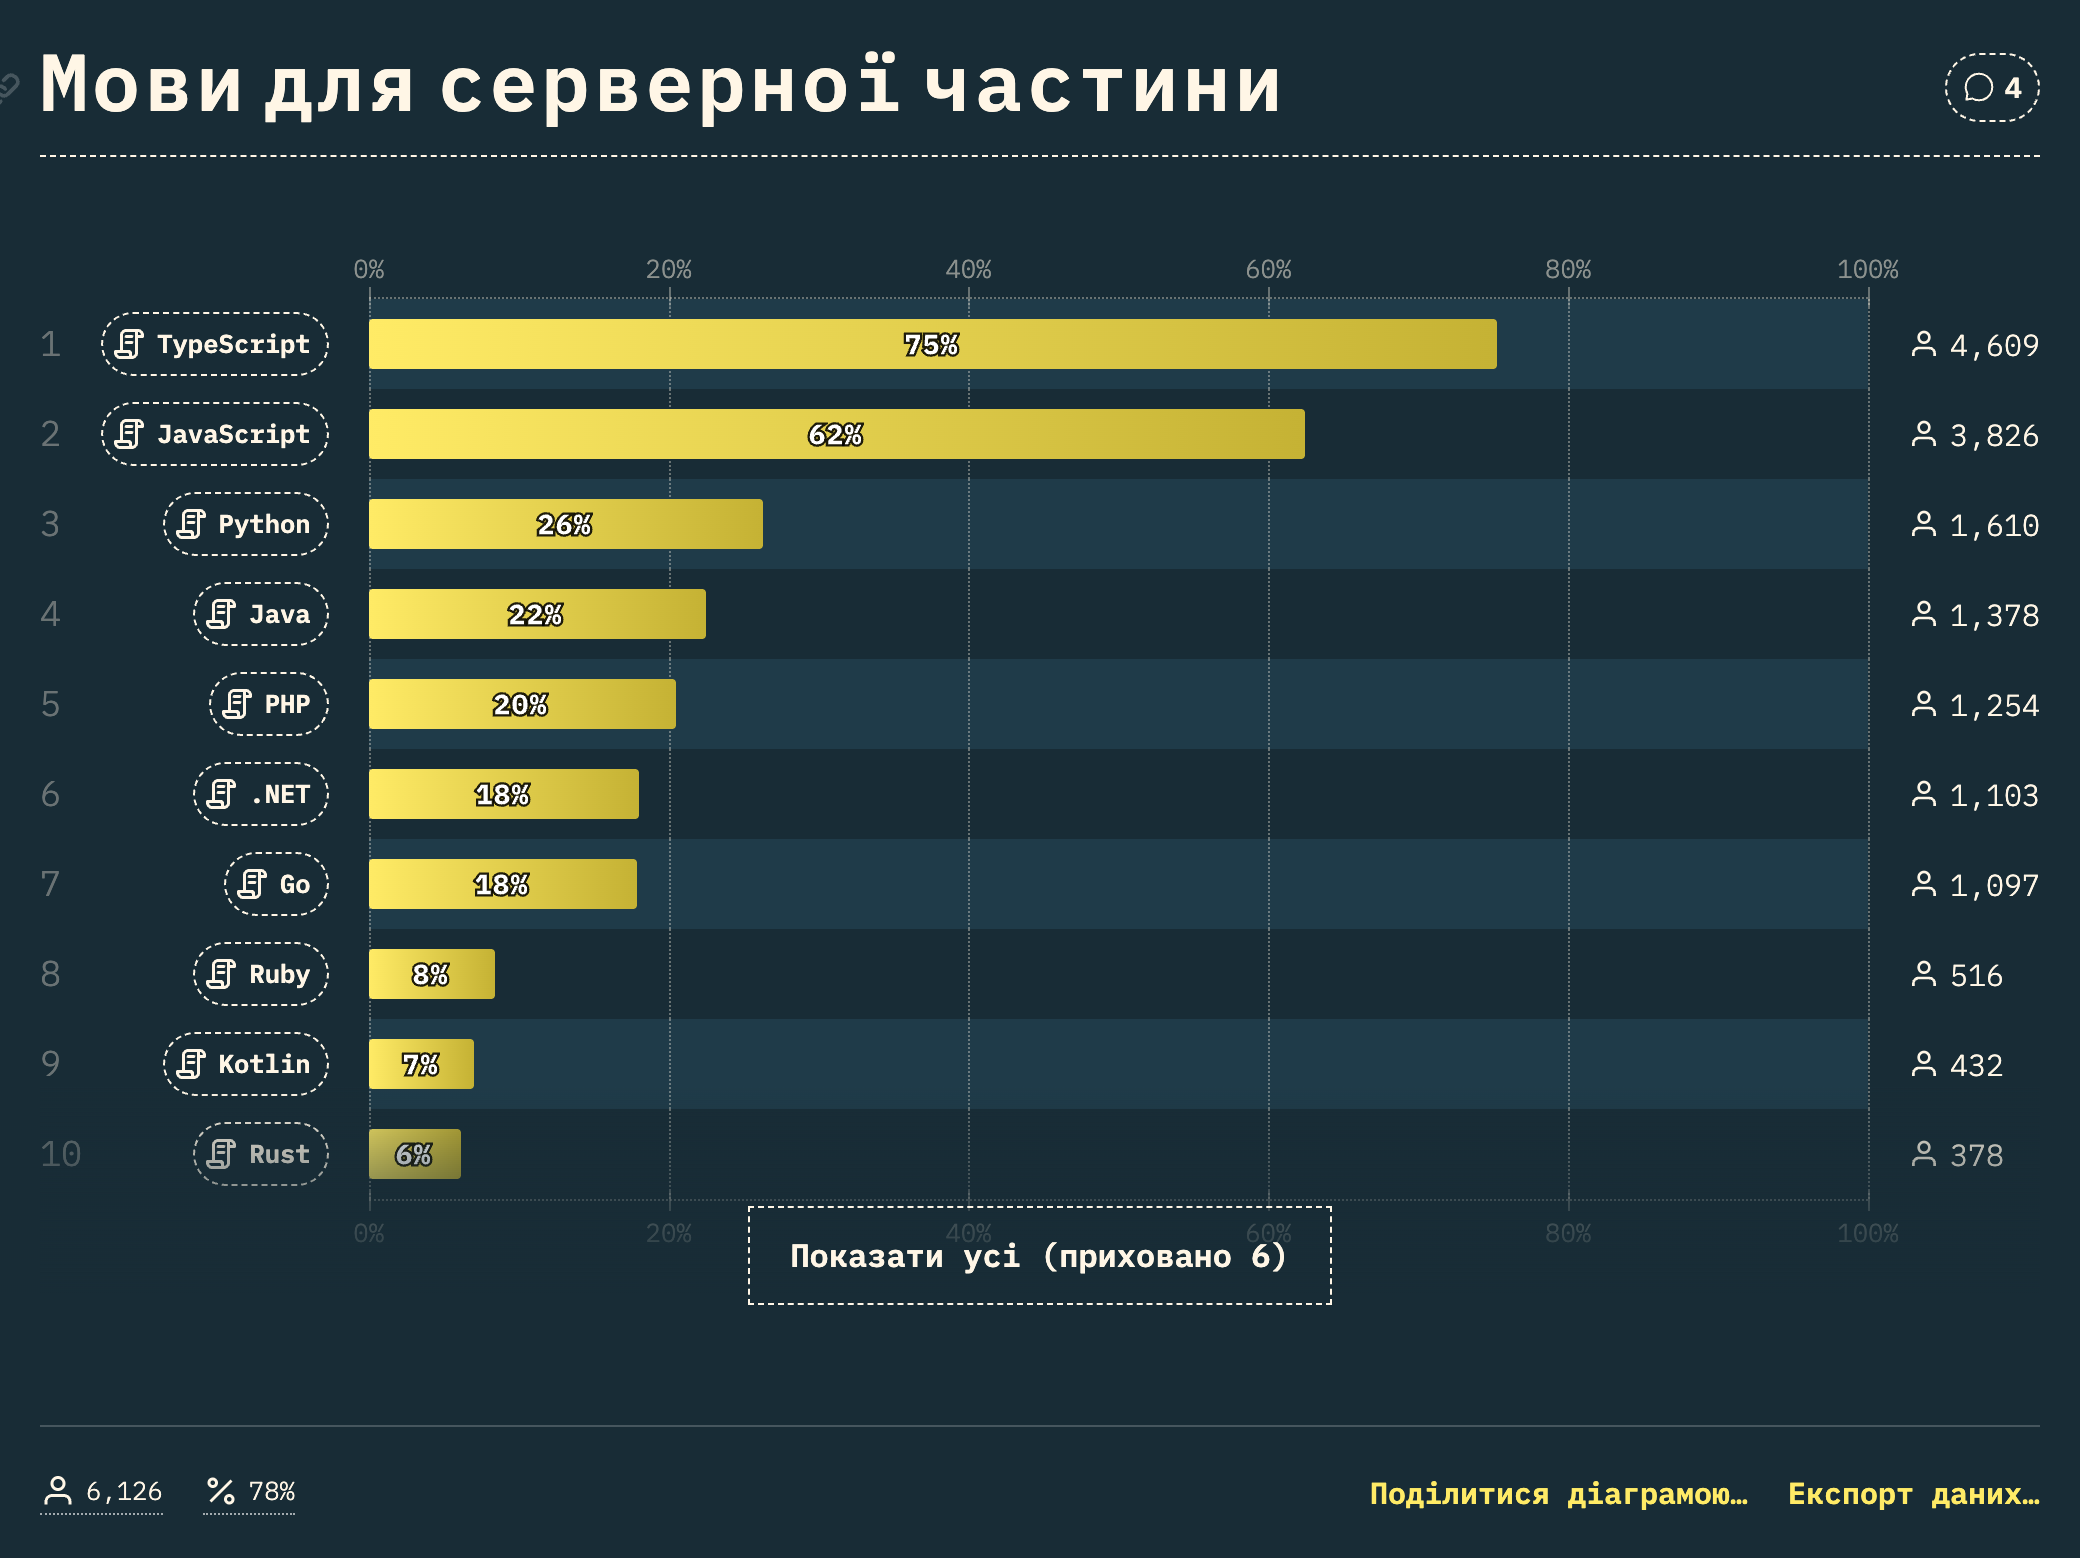 Мови для серверної частини
4
0% 20% 40% 60% 80% 100%
1 TypeScript 75% 4,609
2 JavaScript 62% 3,826
3 Python 26% 1,610
4 Java 22% 1,378
5 PHP 20% 1,254
6 .NET 18% 1,103
7 Go 18% 1,097
8 Ruby 8% 516
9 Kotlin 7% 432
10 Rust 6% 378
0% 20% 40% 60% 80% 100%
Показати усі (приховано 6)
6,126 78% Поділитися діаграмою… Експорт даних…